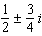 1/2 ± 3/4 i